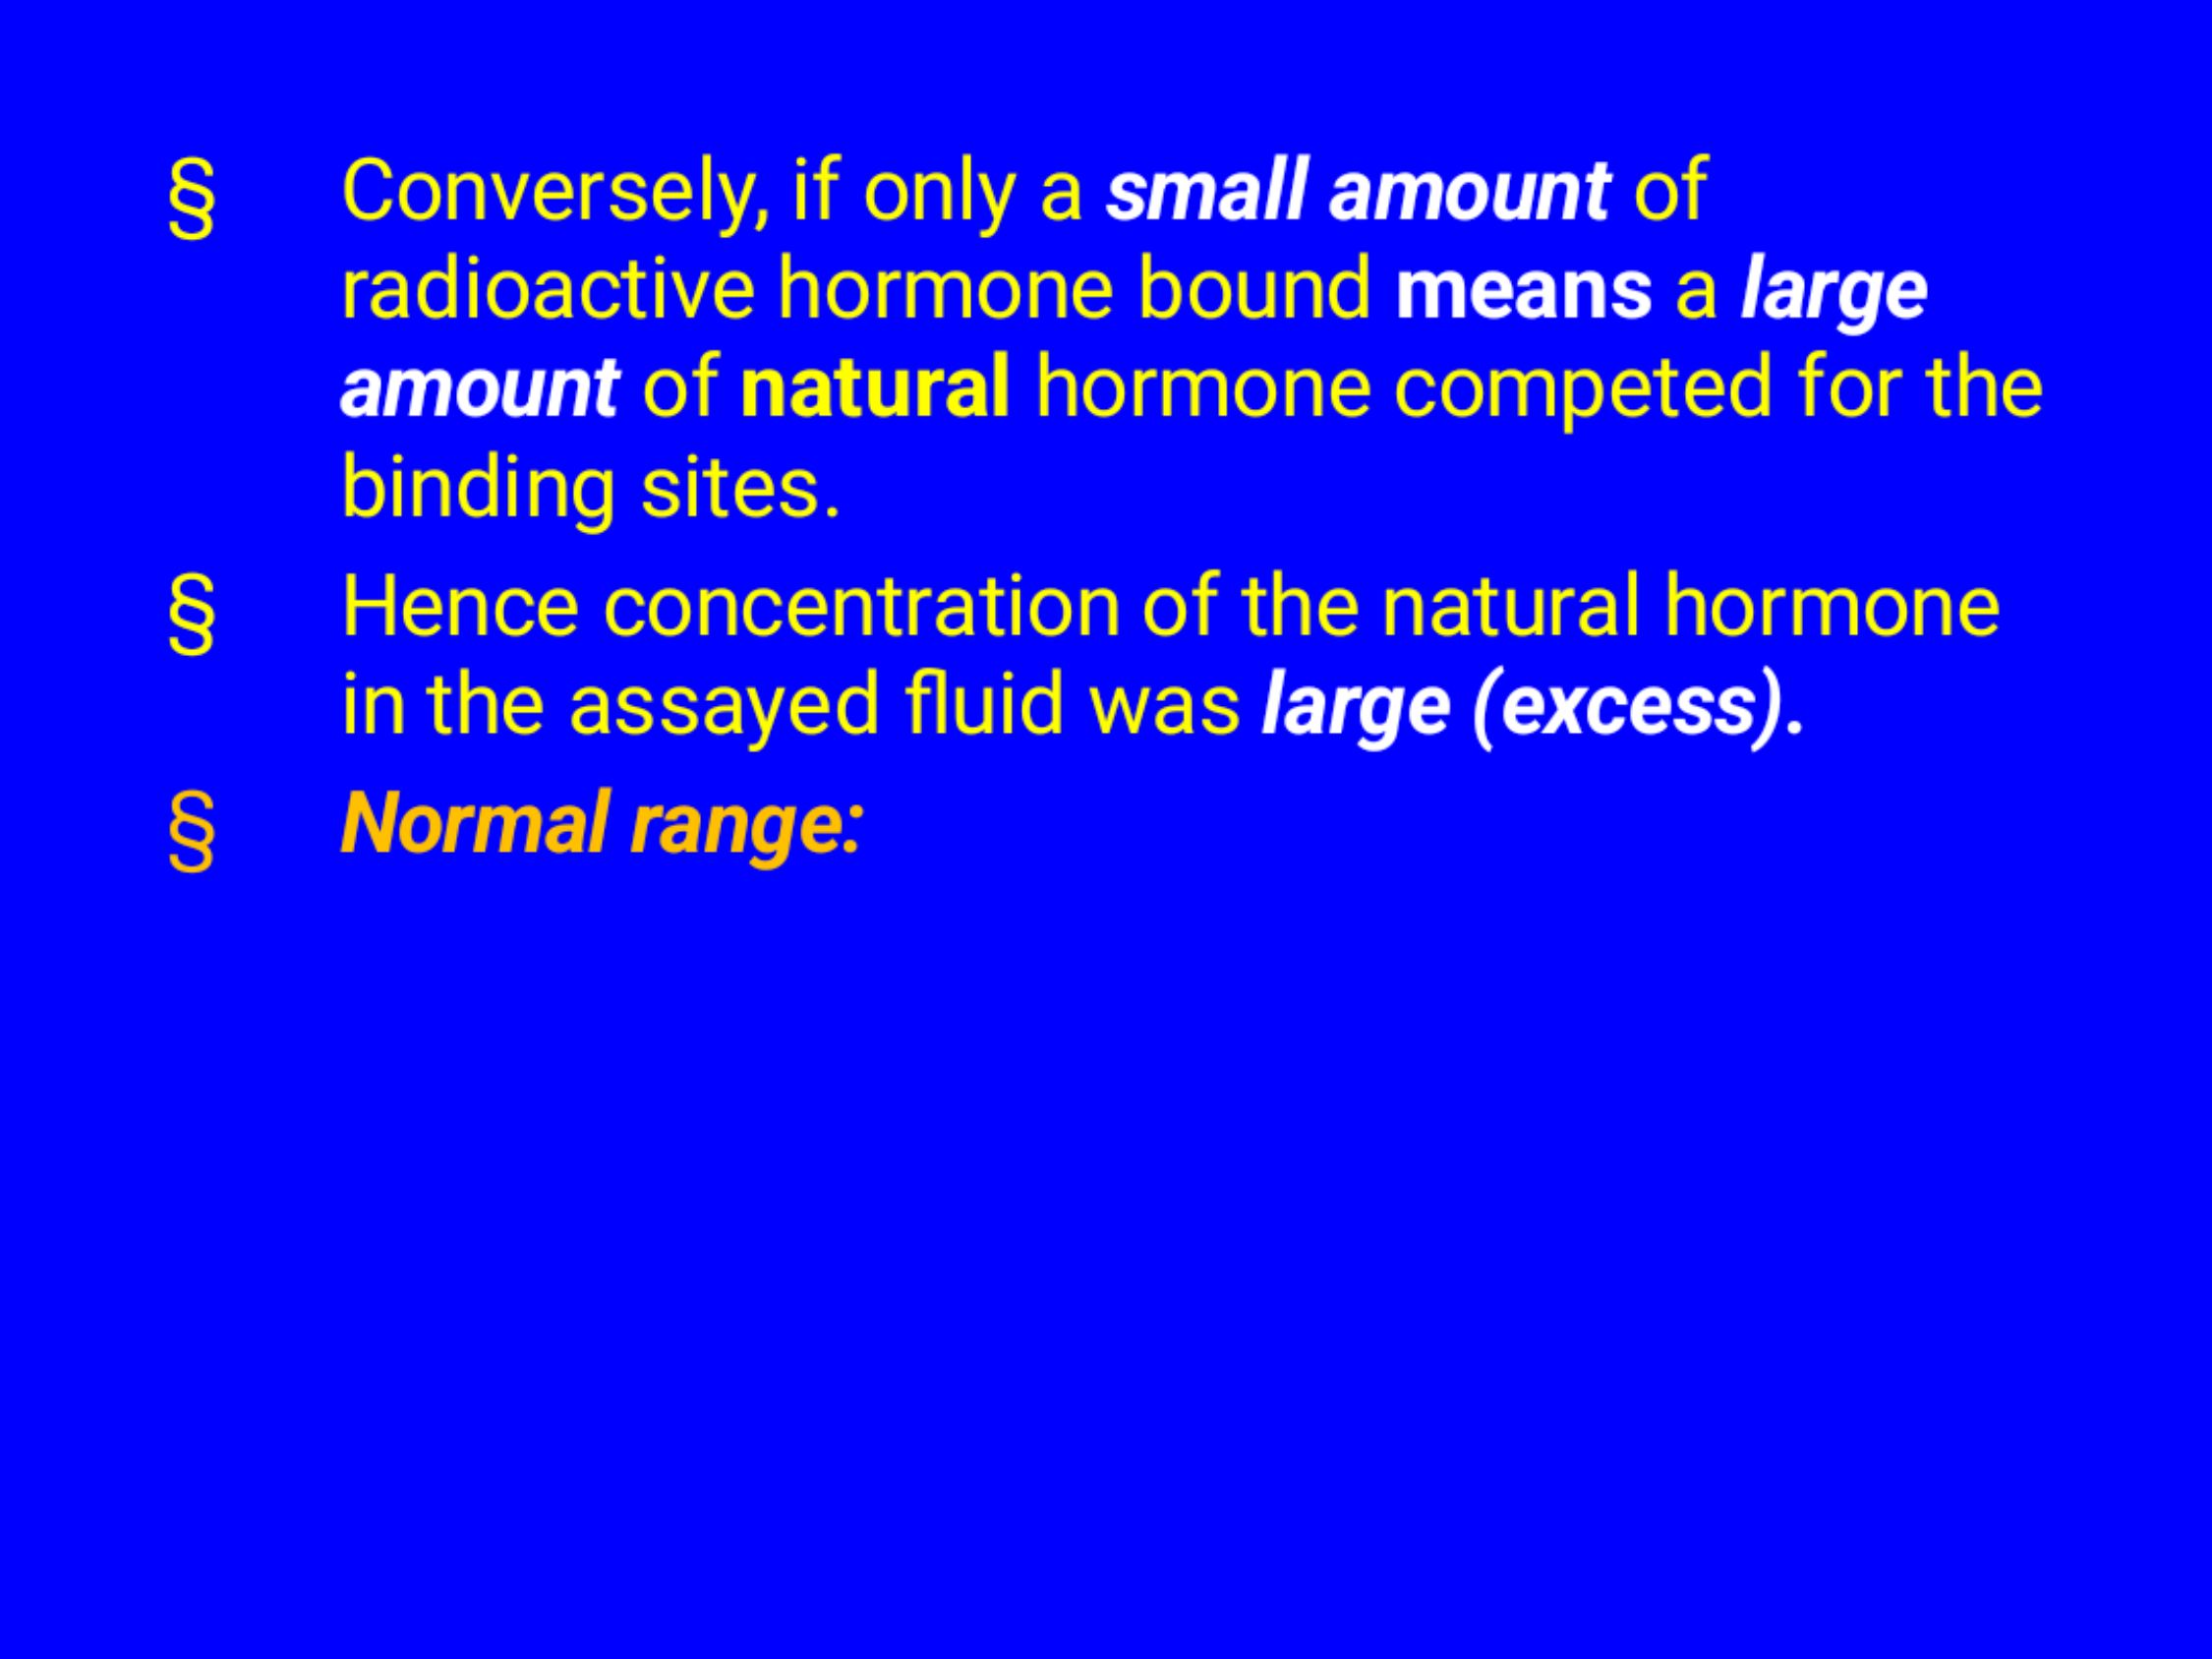 § Conversely, if only a small amount of
radioactive hormone bound means a large
amount of natural hormone competed for the
binding sites.
§ Hence concentration of the natural hormone
in the assayed fluid was large (excess).
§ Normal range: